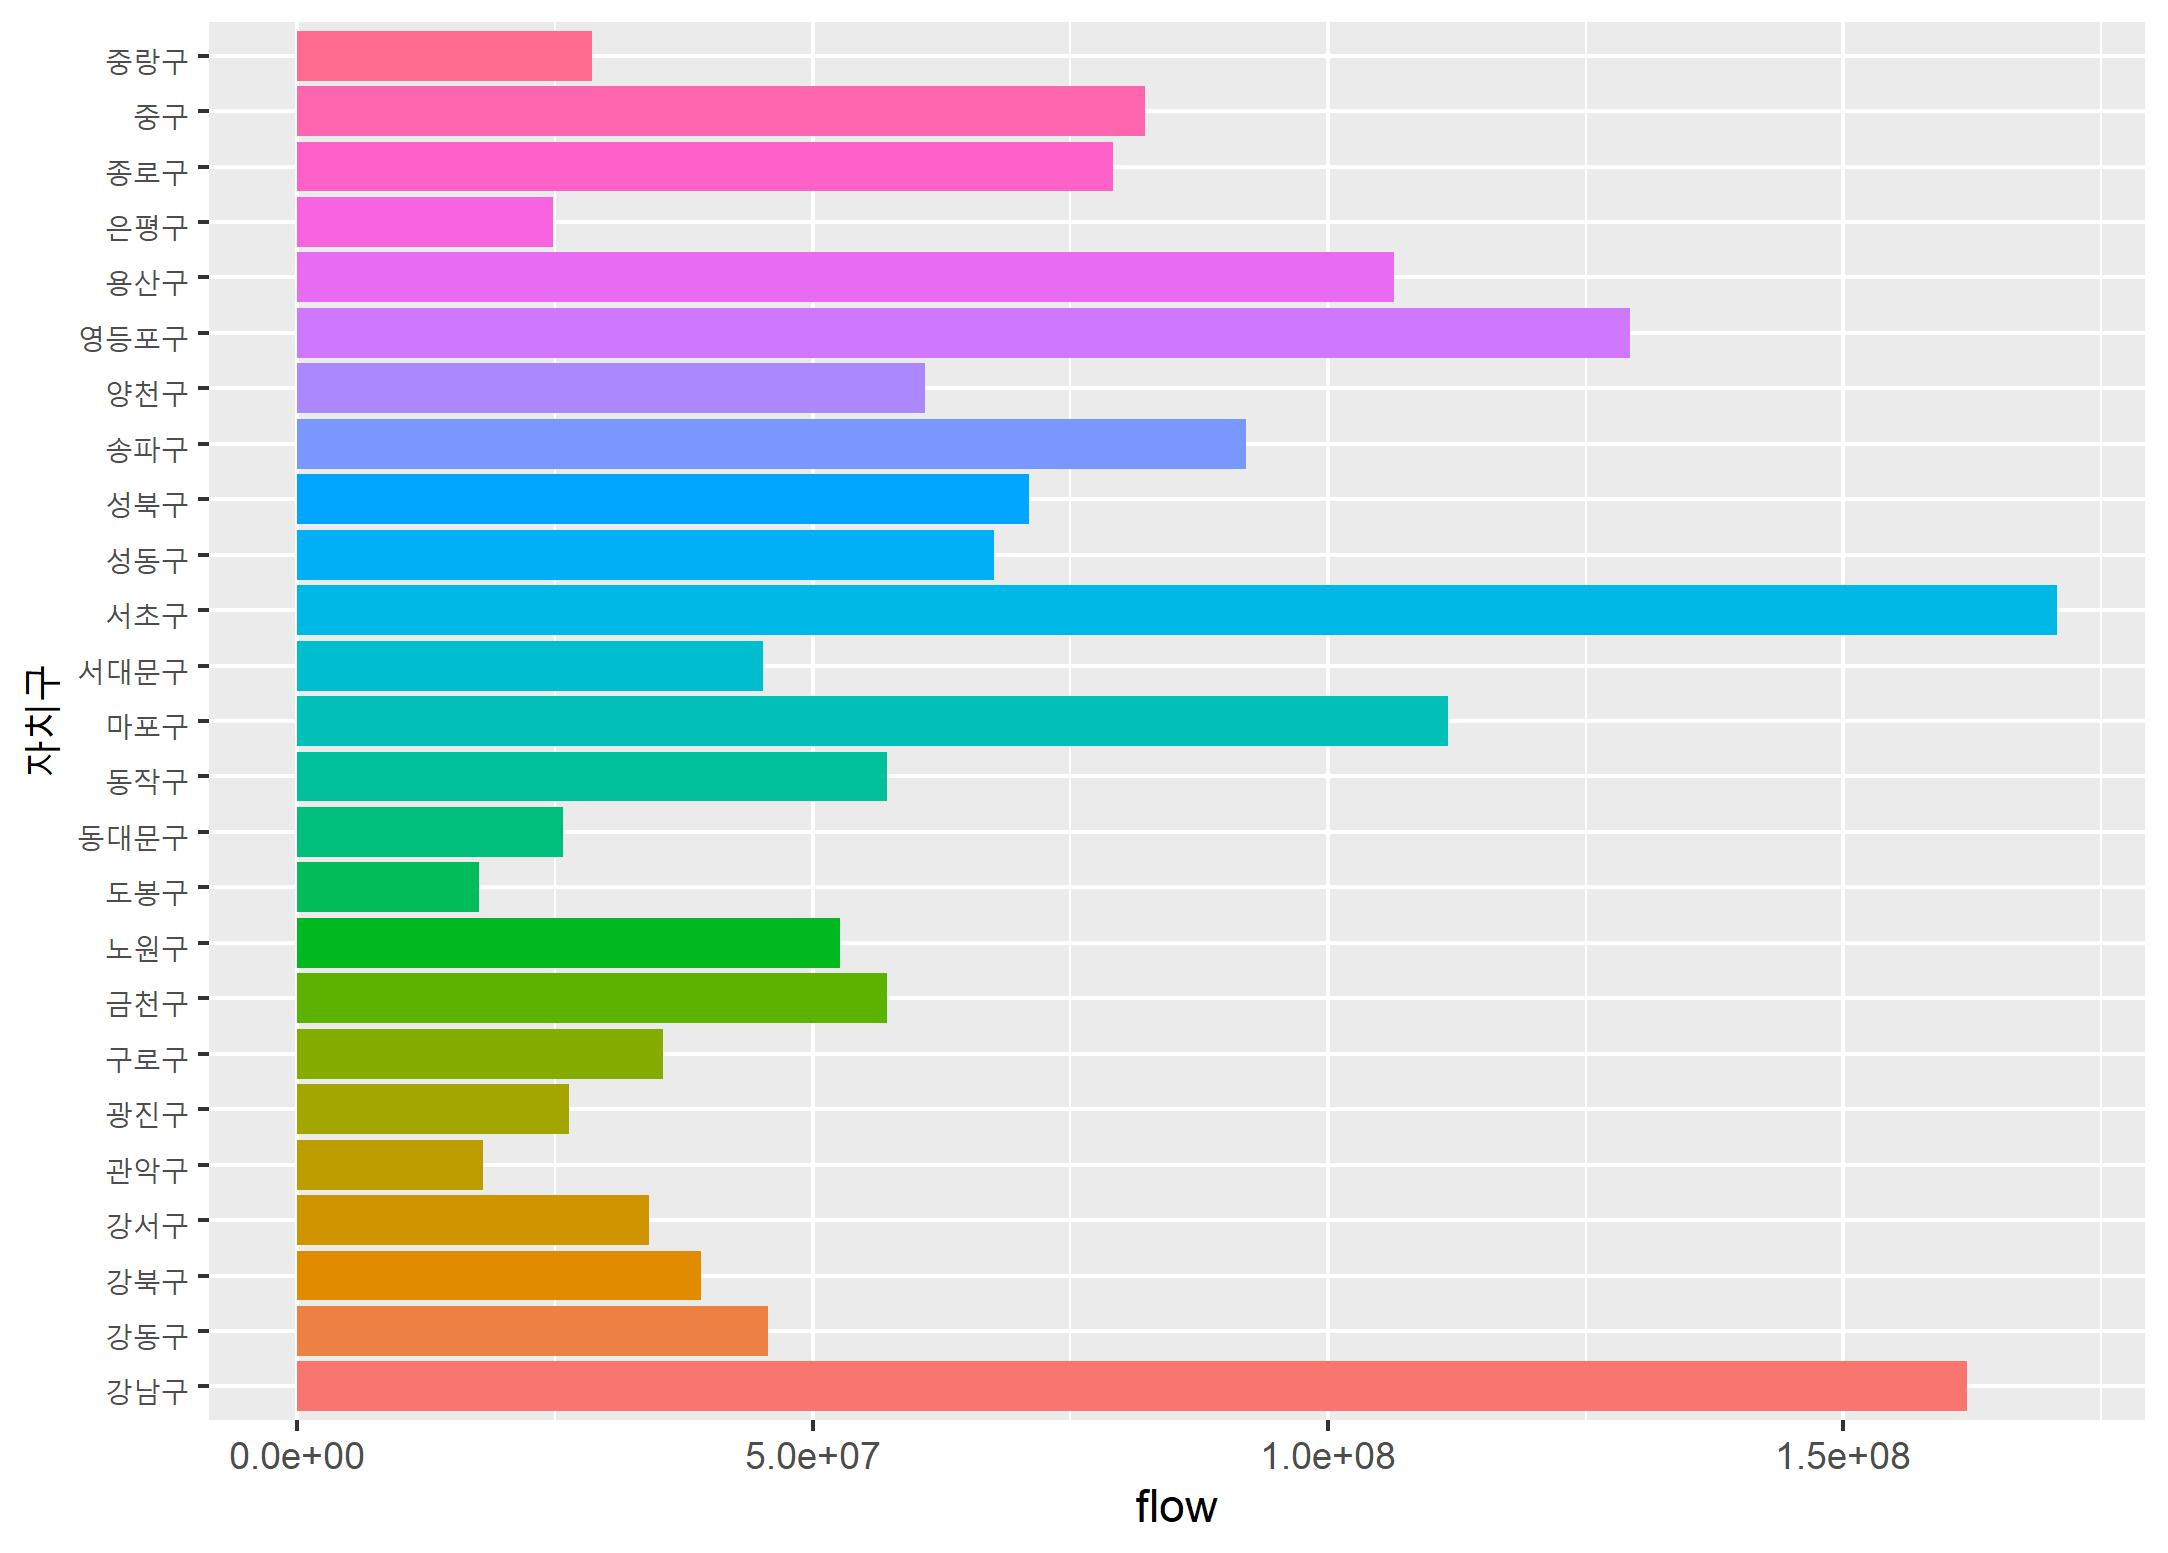 중랑구
중구
종로구
은평구
용산구
영등포구
양천구
송파구
성북구
성동구
서초구
서대문구
마포구
동작구
동대문구
도봉구
노원구
금천구
구로구
광진구
관악구
강서구
강북구
강동구
강남구
자치구
0.0e+00 5.0e+07 1.0e+08 1.5e+08
flow